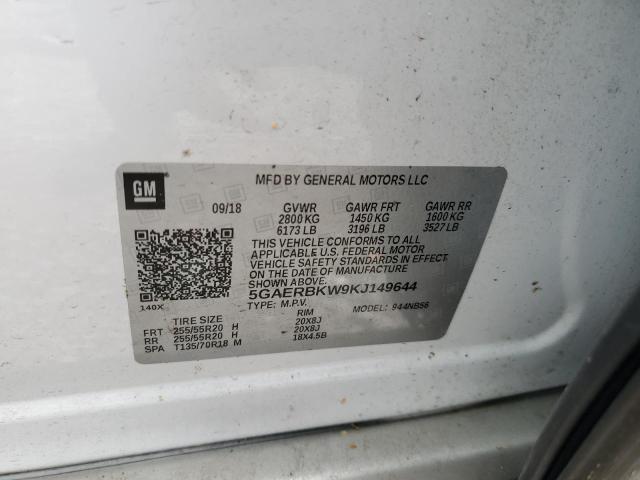 GM
MFD BY GENERAL MOTORS LLC
09/18 GVWR GAWR FRT GAWR RR
2800 KG 1450 KG 1600 KG
6173 LB 3196 LB 3527 LB
THIS VEHICLE CONFORMS TO ALL
APPLICABLE U.S. FEDERAL MOTOR
VEHICLE SAFETY STANDARDS IN
EFFECT ON THE DATE OF MANUFACTURE
SHOWN ABOVE.
5GAERBKW9KJ149644
140X TYPE: M.P.V. MODEL: 944NB56
TIRE SIZE RIM
FRT 255/55R20 H 20X8J
RR 255/55R20 H 20X8J
SPA T135/70R18 M 18X4.5B